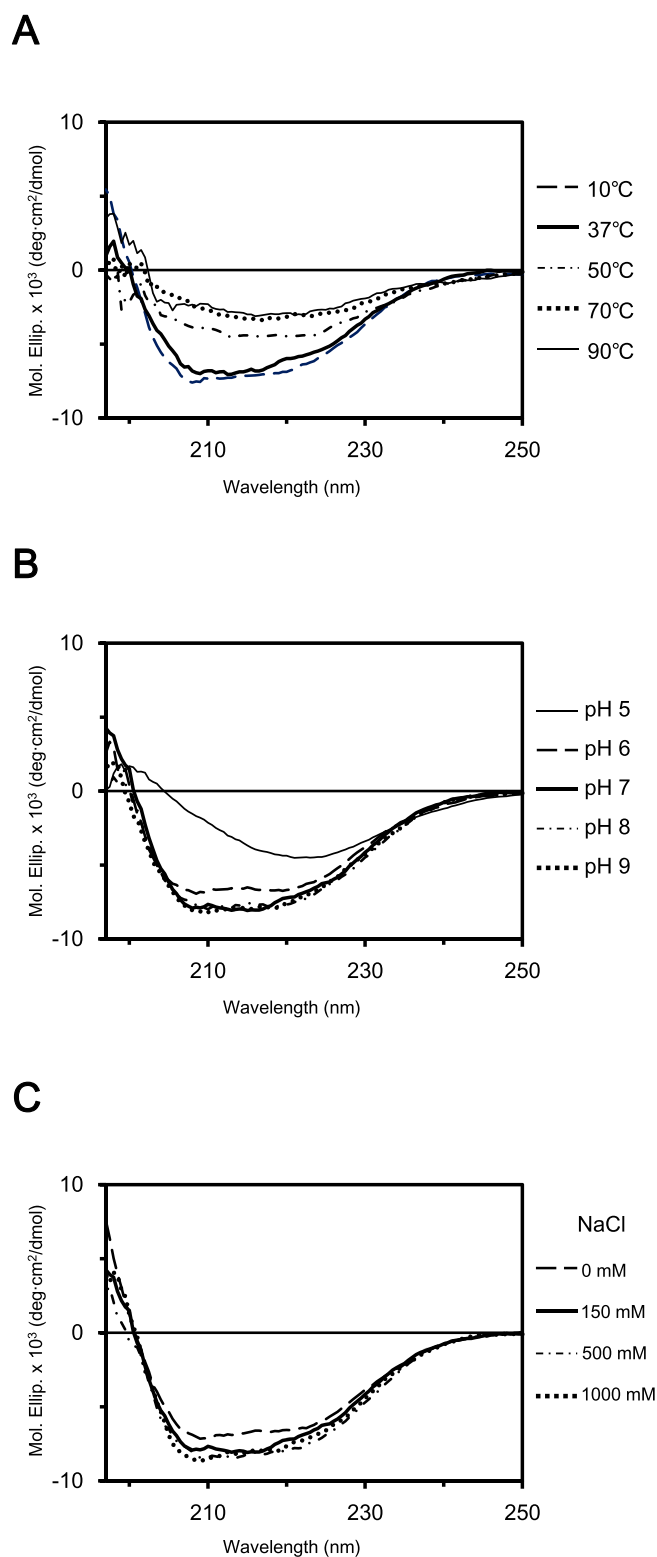 A
10
0
-10
Mol. Ellip. x 10³ (deg·cm²/dmol)
210 230 250
Wavelength (nm)
10℃
37℃
50℃
70℃
90℃
B
10
0
-10
Mol. Ellip. x 10³ (deg·cm²/dmol)
210 230 250
Wavelength (nm)
pH 5
pH 6
pH 7
pH 8
pH 9
C
10
0
-10
Mol. Ellip. x 10³ (deg·cm²/dmol)
210 230 250
Wavelength (nm)
NaCl
0 mM
150 mM
500 mM
1000 mM